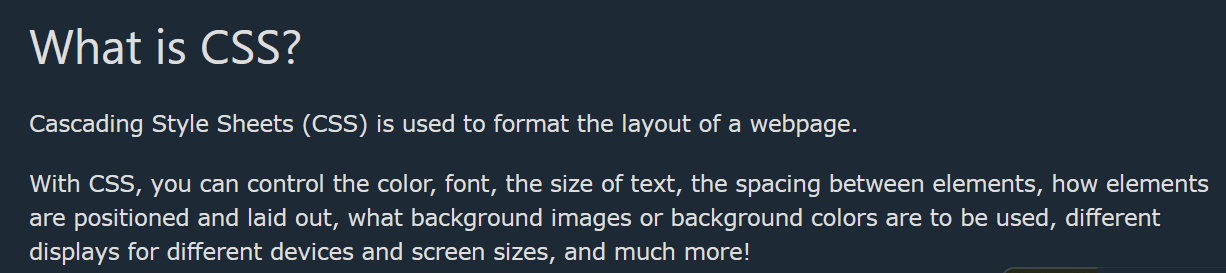 What is CSS?
Cascading Style Sheets (CSS) is used to format the layout of a webpage.
With CSS, you can control the color, font, the size of text, the spacing between elements, how elements
are positioned and laid out, what background images or background colors are to be used, different
displays for different devices and screen sizes, and much more!